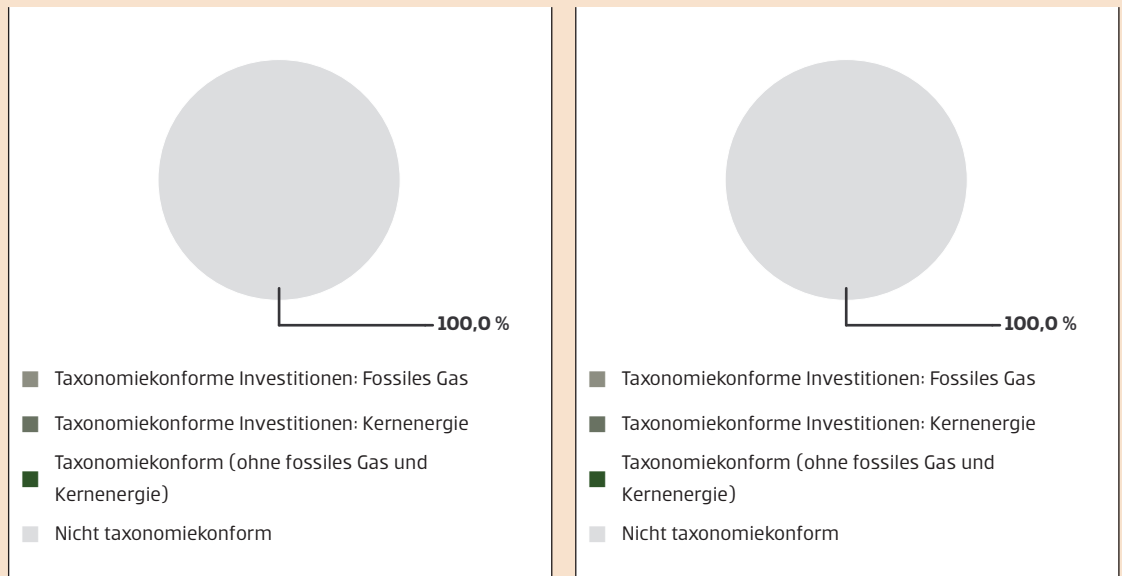 100,0 %
Taxonomiekonforme Investitionen: Fossiles Gas
Taxonomiekonforme Investitionen: Kernenergie
Taxonomiekonform (ohne fossiles Gas und
Kernenergie)
Nicht taxonomiekonform
100,0 %
Taxonomiekonforme Investitionen: Fossiles Gas
Taxonomiekonforme Investitionen: Kernenergie
Taxonomiekonform (ohne fossiles Gas und
Kernenergie)
Nicht taxonomiekonform